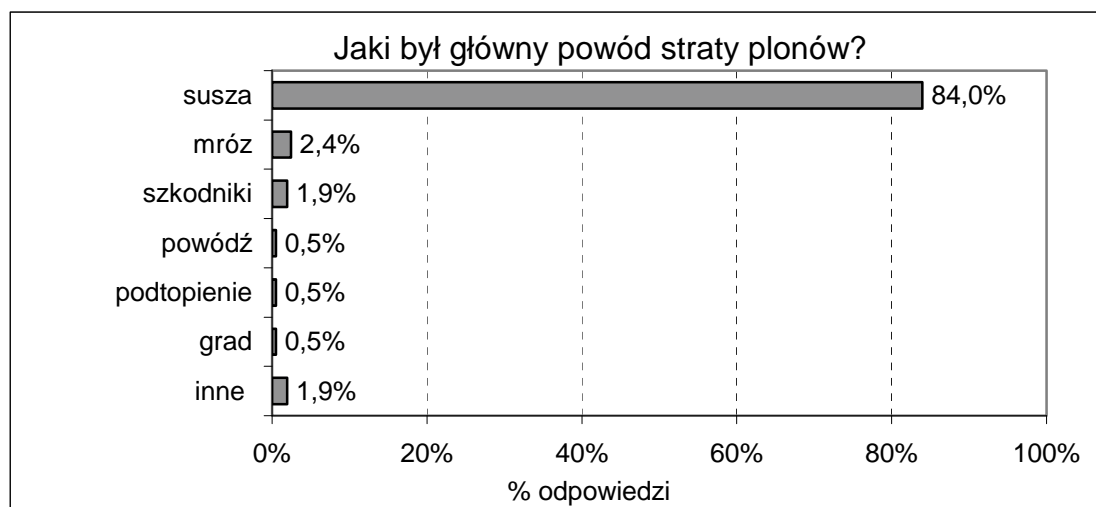 Jaki był główny powód straty plonów?
susza 84,0%
mróz 2,4%
szkodniki 1,9%
powódź 0,5%
podtopienie 0,5%
grad 0,5%
inne 1,9%
0% 20% 40% 60% 80% 100%
% odpowiedzi